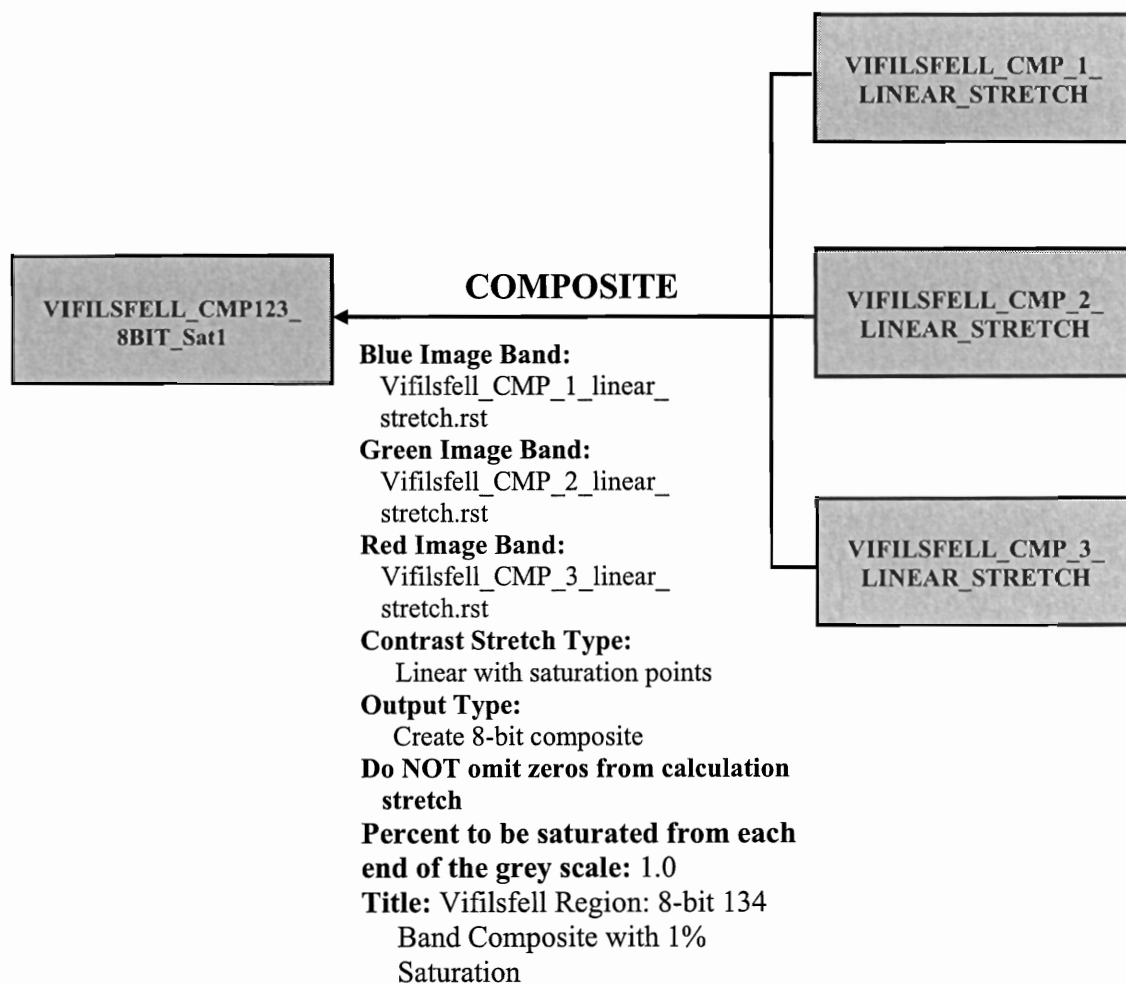 VIFILSFELL_CMP_1_
LINEAR_STRETCH
VIFILSFELL_CMP123_
8BIT_Sat1
COMPOSITE
VIFILSFELL_CMP_2_
LINEAR_STRETCH
Blue Image Band:
Vifilsfell_CMP_1_linear_
stretch.rst
Green Image Band:
Vifilsfell_CMP_2_linear_
stretch.rst
Red Image Band:
Vifilsfell_CMP_3_linear_
stretch.rst
VIFILSFELL_CMP_3_
LINEAR_STRETCH
Contrast Stretch Type:
Linear with saturation points
Output Type:
Create 8-bit composite
Do NOT omit zeros from calculation
stretch
Percent to be saturated from each
end of the grey scale: 1.0
Title: Vifilsfell Region: 8-bit 134
Band Composite with 1%
Saturation